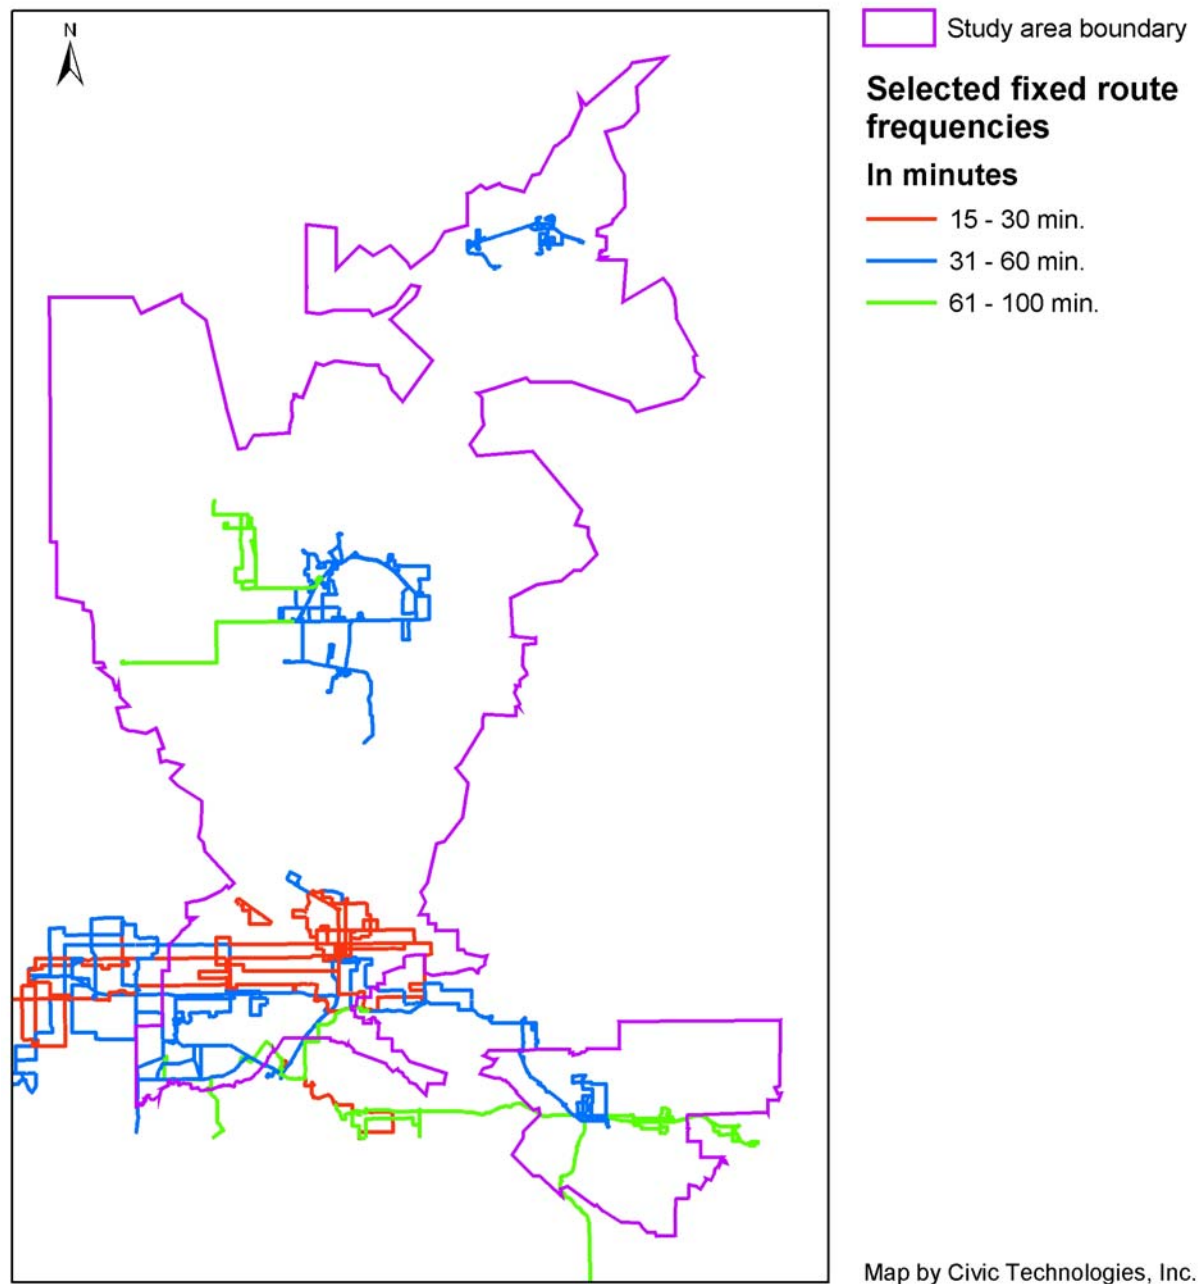 N
Study area boundary
Selected fixed route
frequencies
In minutes
15 - 30 min.
31 - 60 min.
61 - 100 min.
Map by Civic Technologies, Inc.